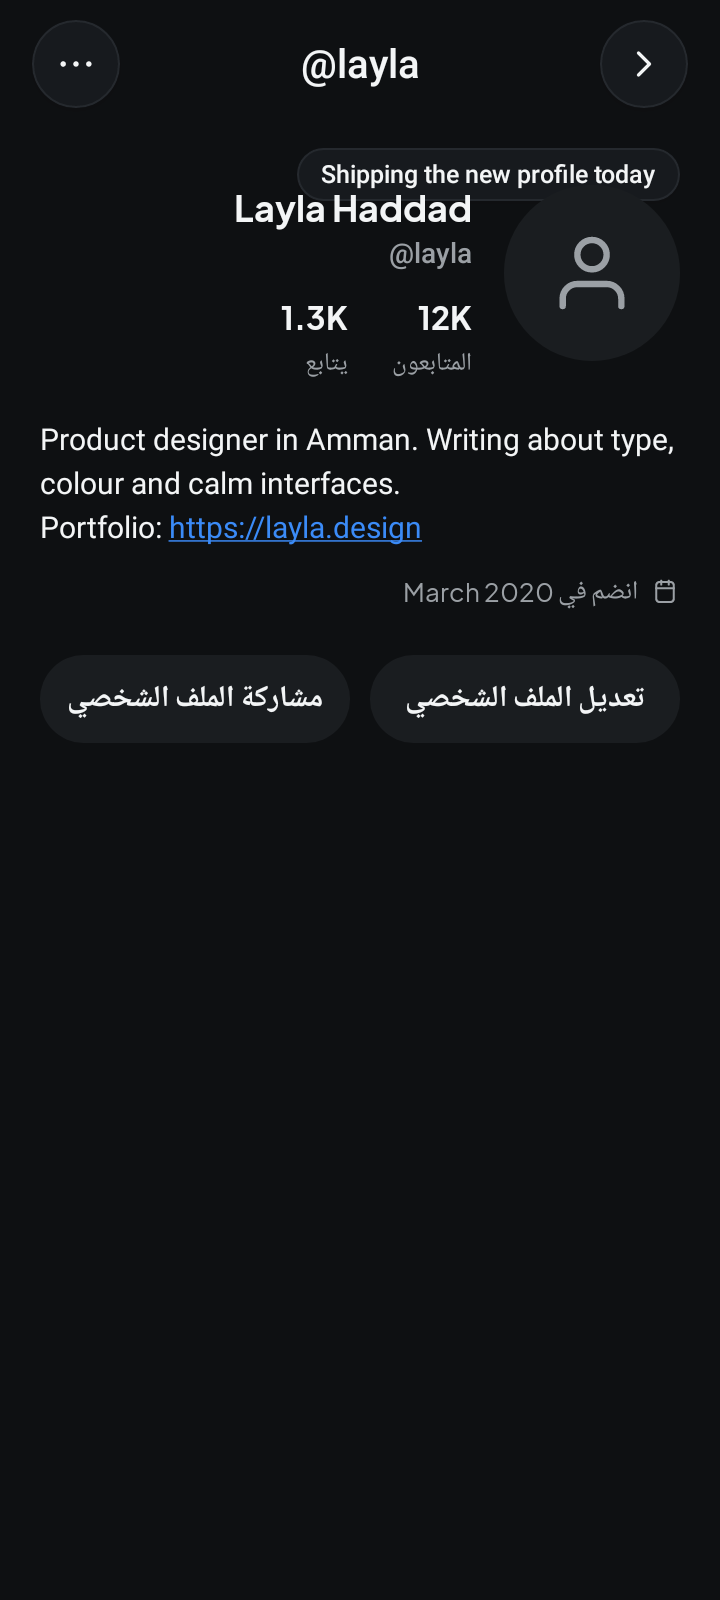 @layla
Shipping the new profile today
Layla Haddad
@layla
12K
1.3K
المتابعون
يتابع
Product designer in Amman. Writing about type,
colour and calm interfaces.
Portfolio: https://layla.design
انضم في March 2020
تعديل الملف الشخصي
مشاركة الملف الشخصي